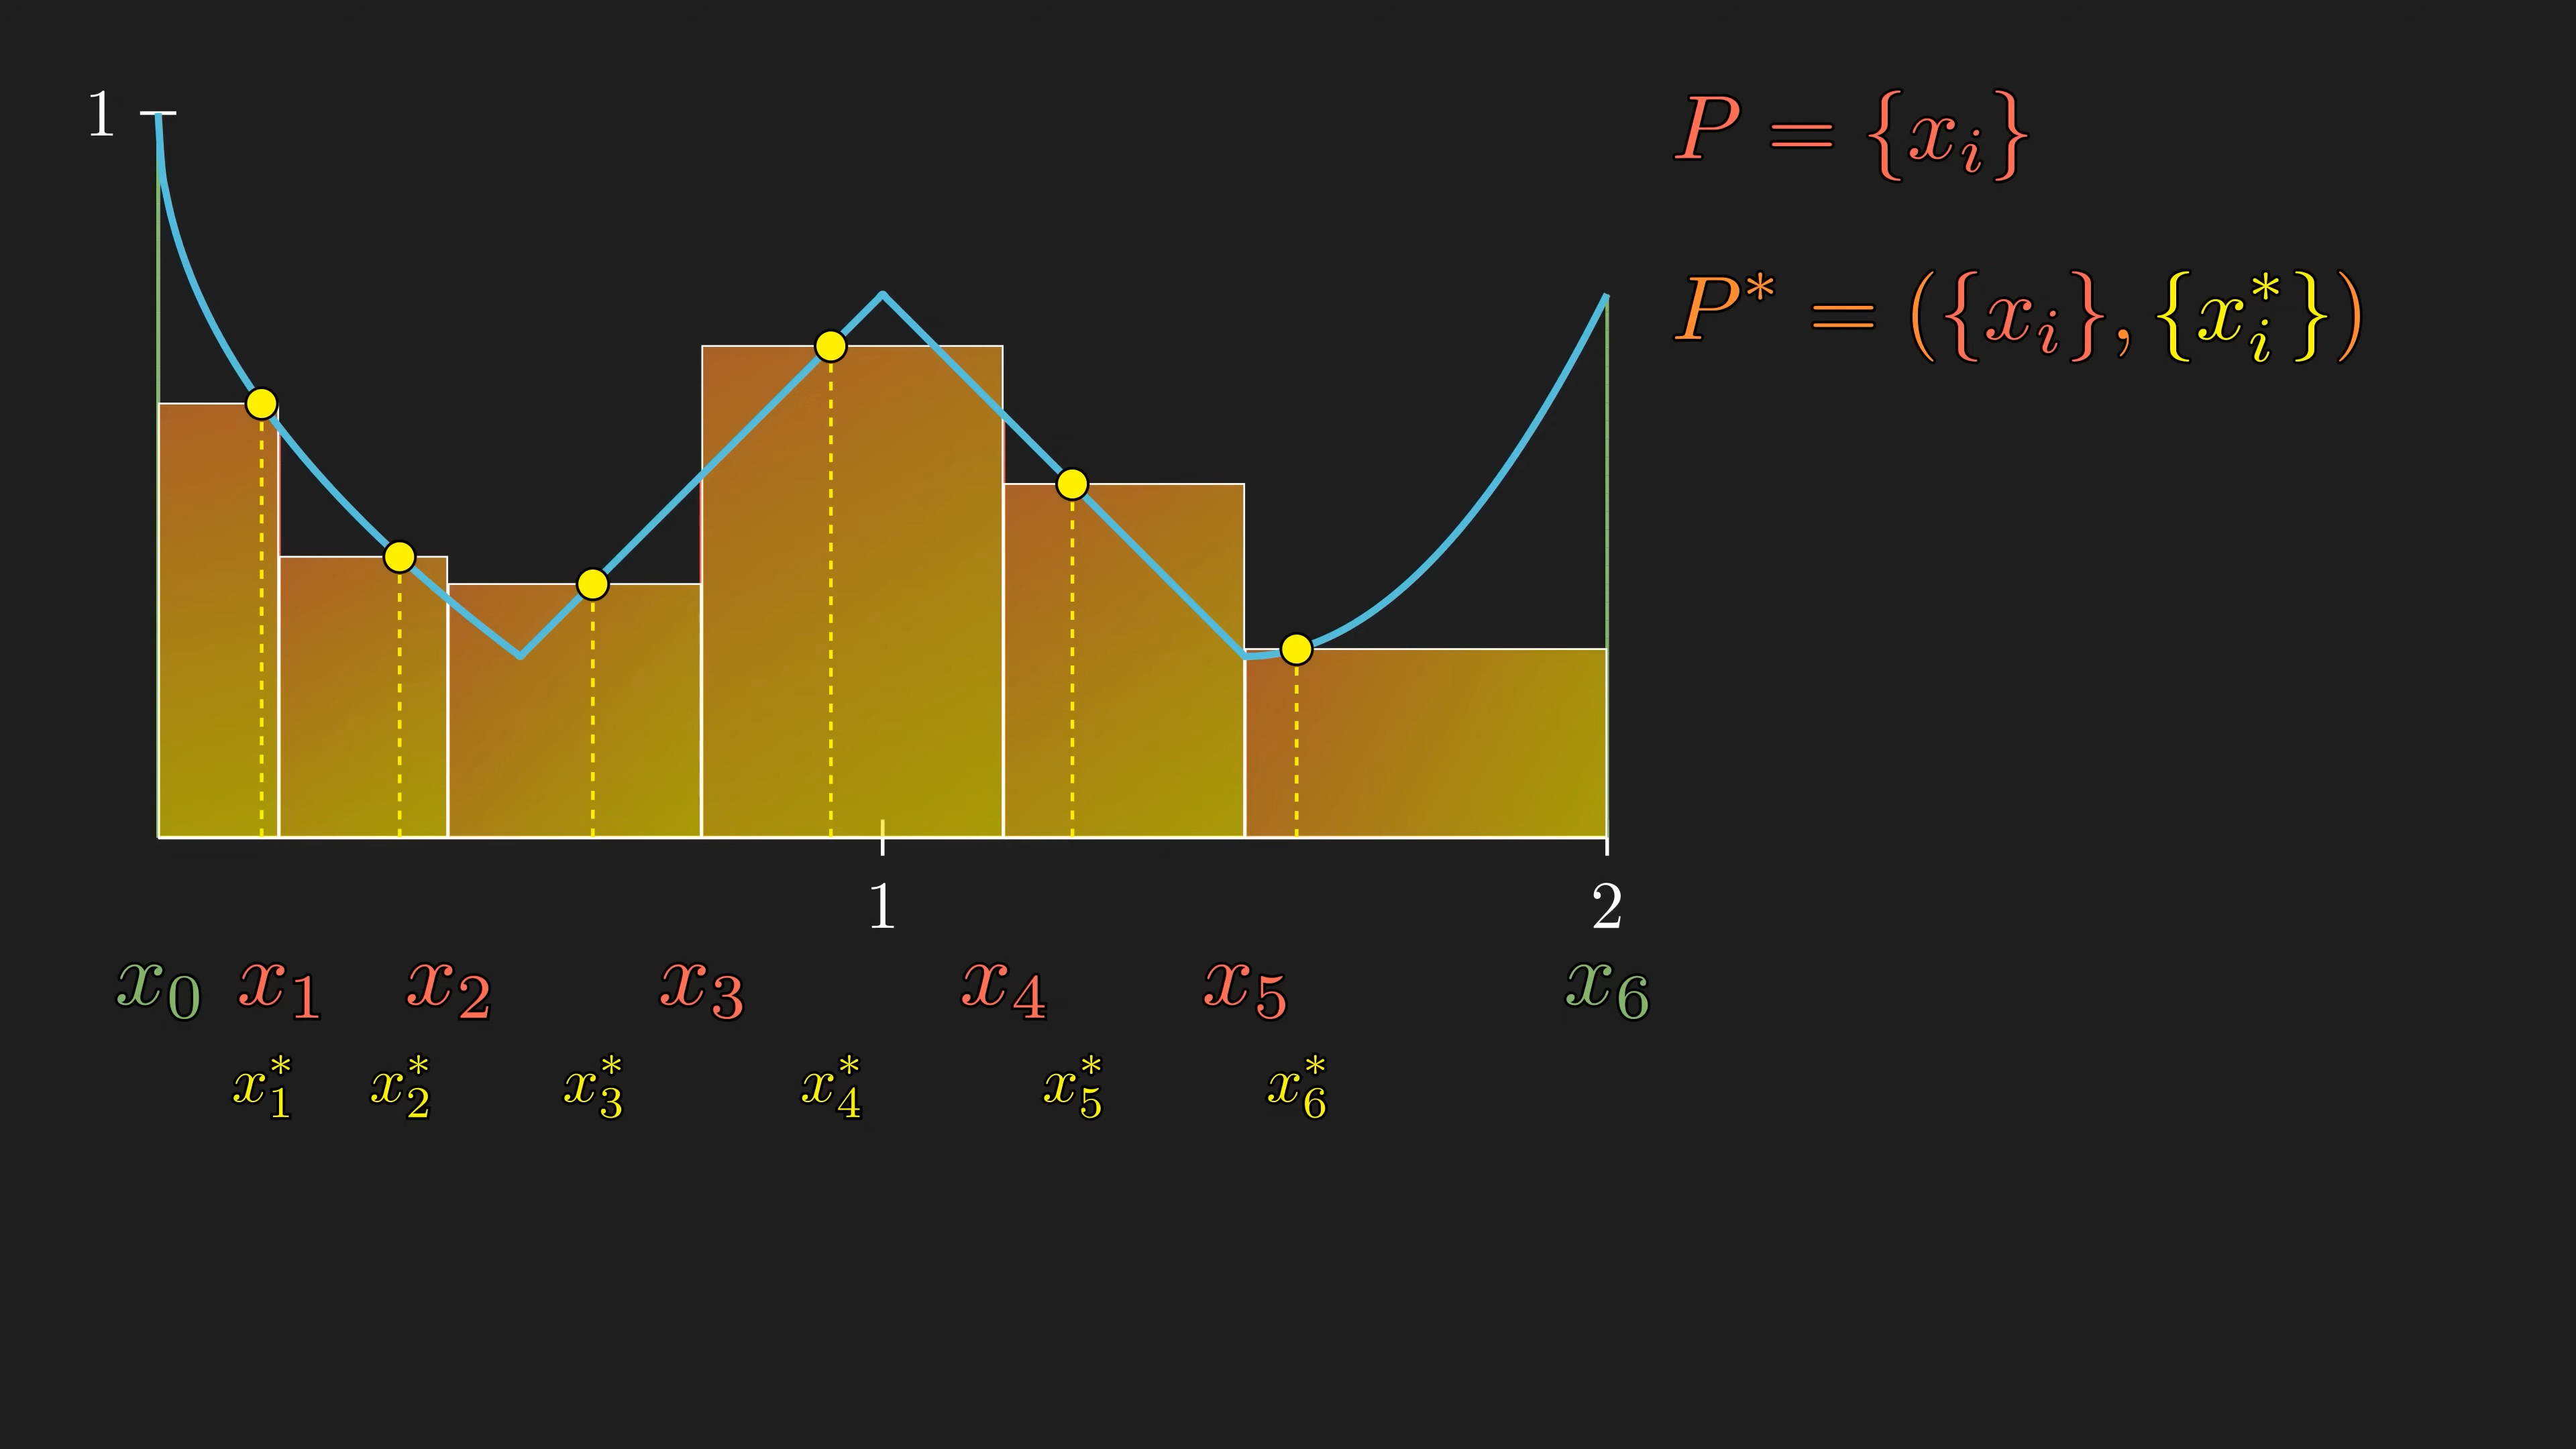 1
P = {x_i}
P* = ({x_i}, {x_i^*})
1 2
x_0 x_1 x_2 x_3 x_4 x_5 x_6
x_1^* x_2^* x_3^* x_4^* x_5^* x_6^*